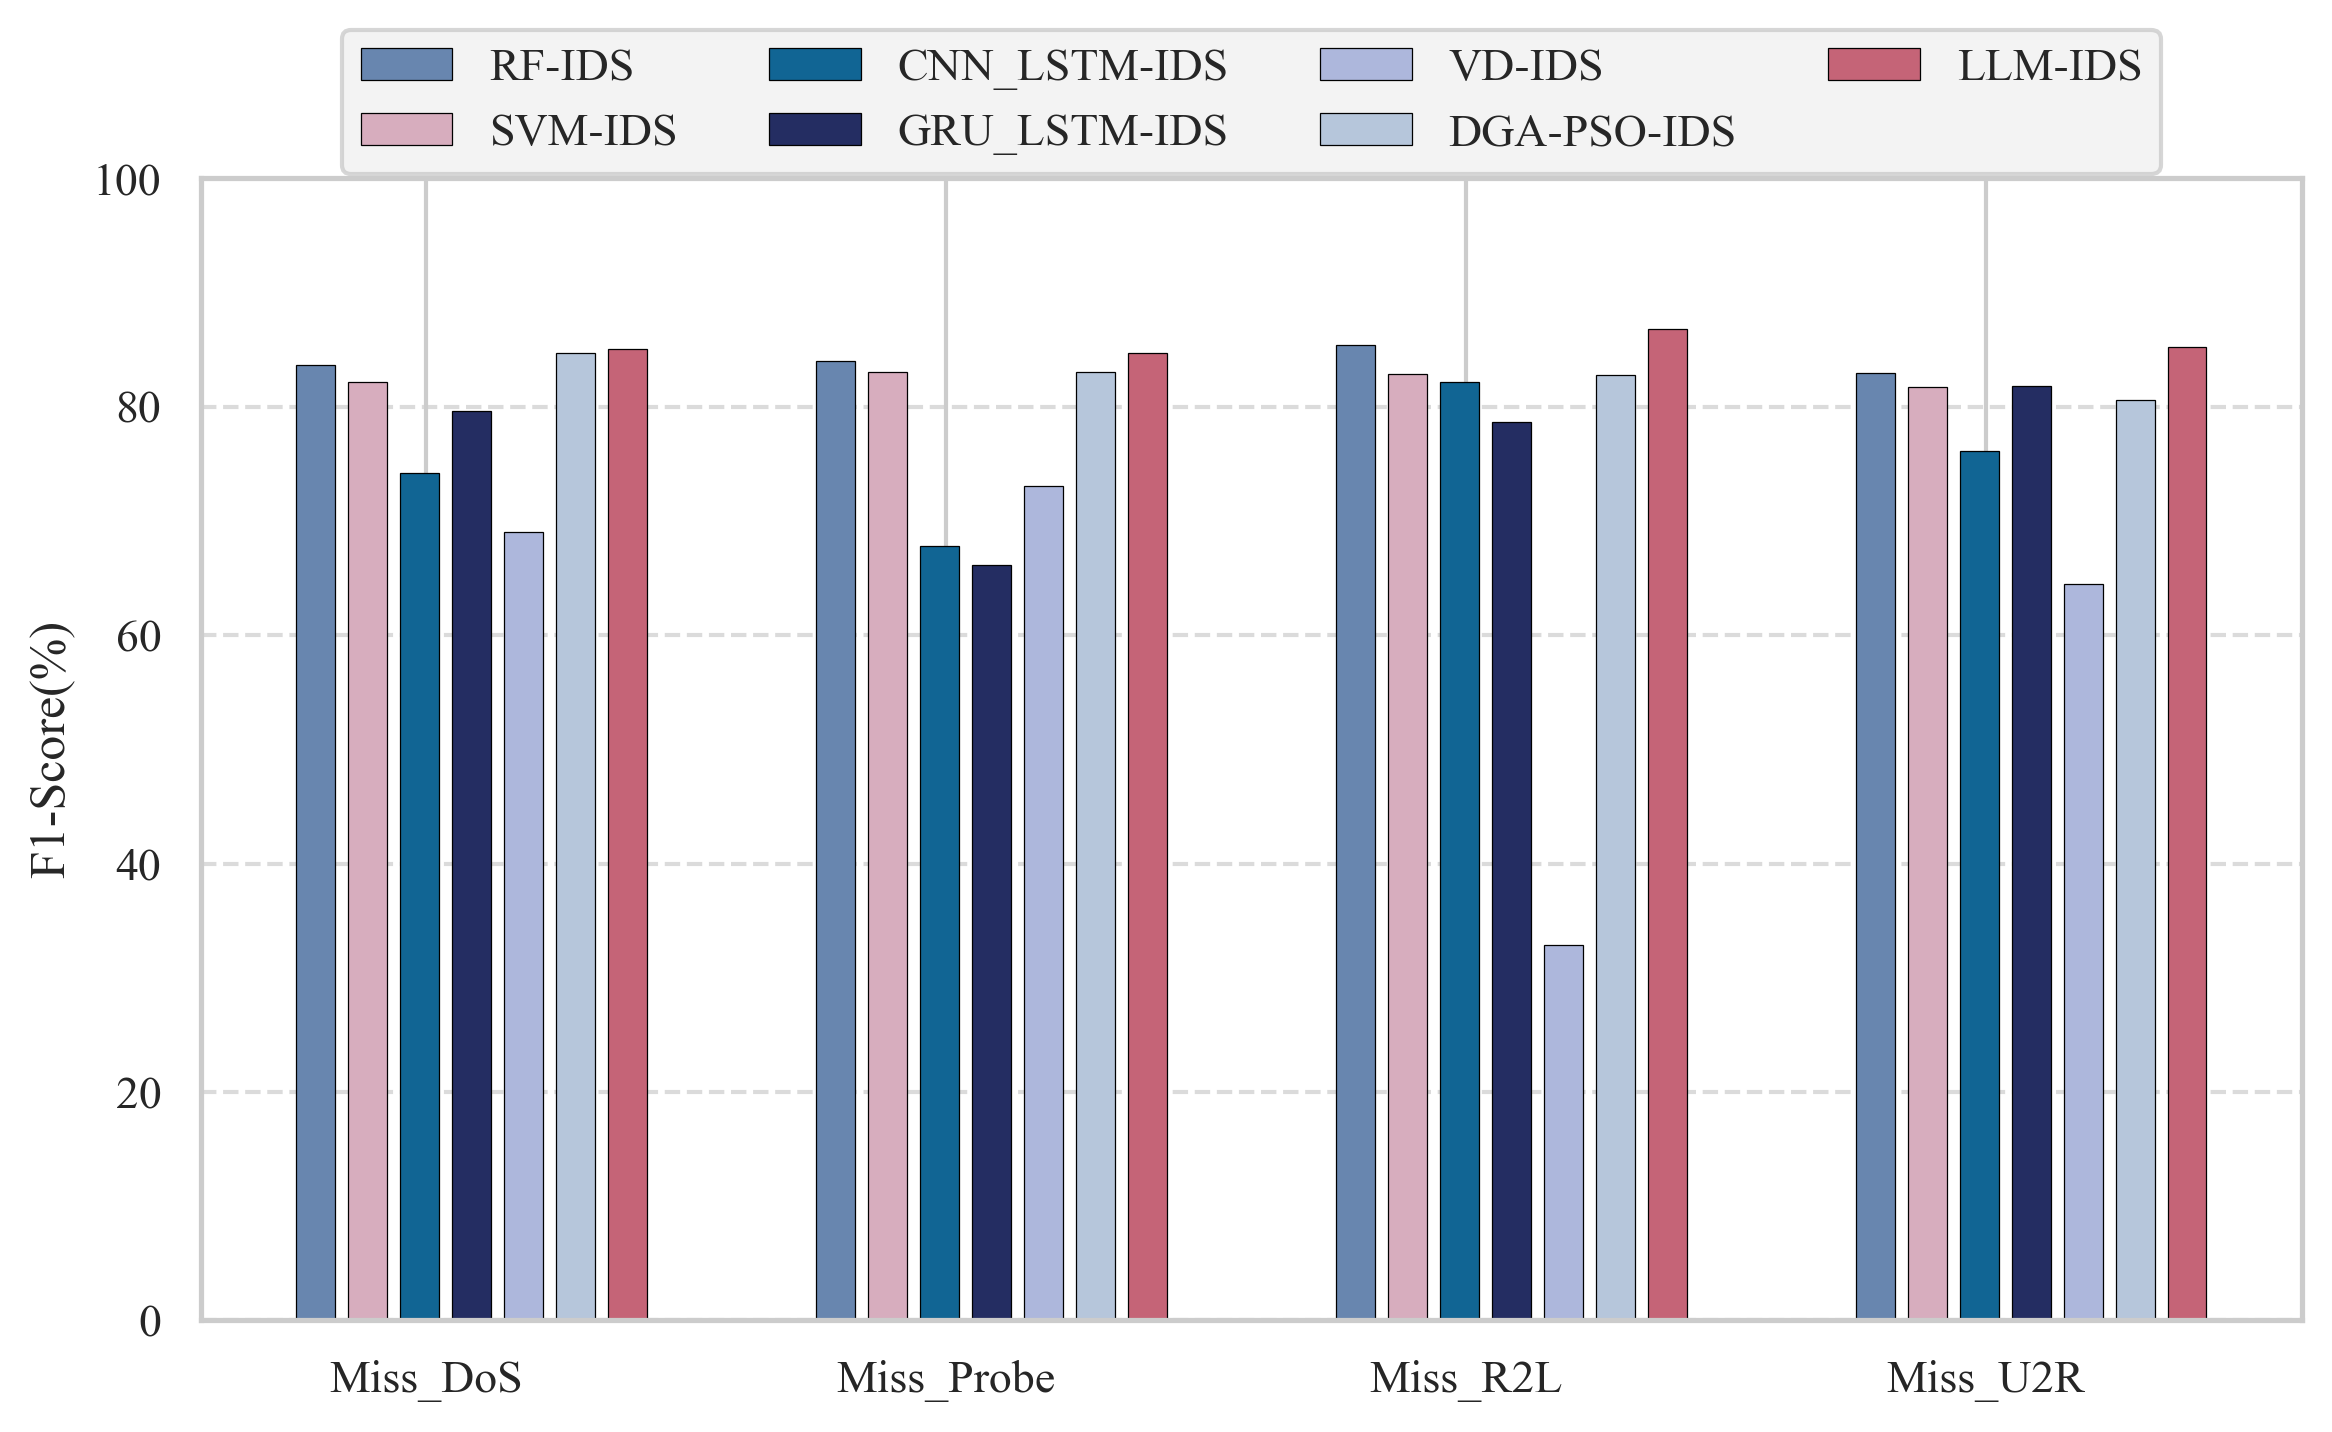 RF-IDS CNN_LSTM-IDS VD-IDS LLM-IDS
SVM-IDS GRU_LSTM-IDS DGA-PSO-IDS
100
80
60
40
20
0
F1-Score(%)
Miss_DoS Miss_Probe Miss_R2L Miss_U2R